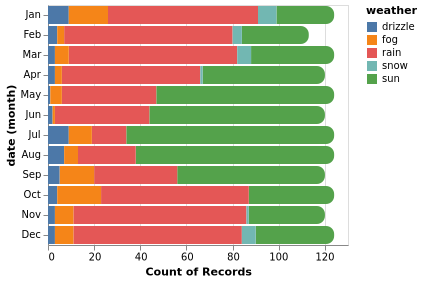 weather
drizzle
fog
rain
snow
sun
date (month)
Jan
Feb
Mar
Apr
May
Jun
Jul
Aug
Sep
Oct
Nov
Dec
0 20 40 60 80 100 120
Count of Records